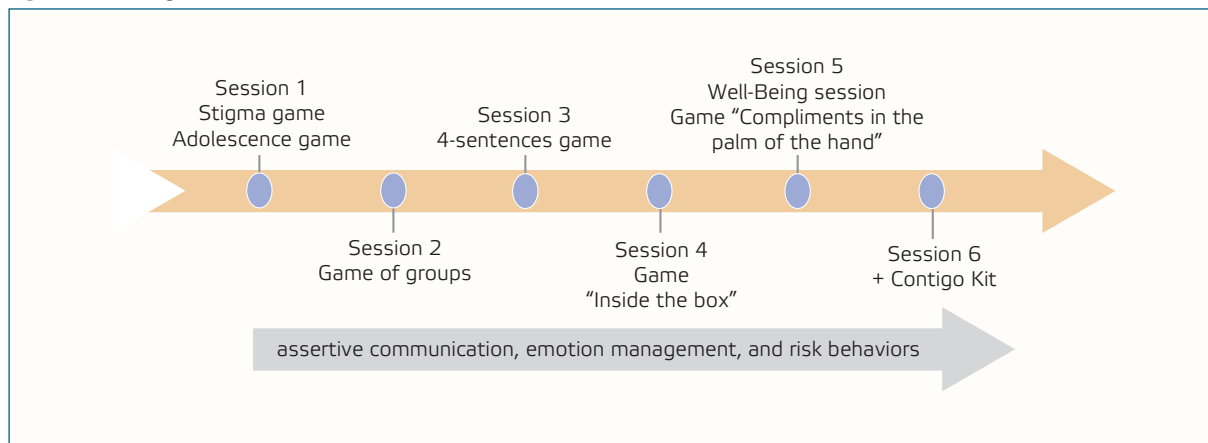 Session 1
Stigma game
Adolescence game
Session 2
Game of groups
Session 3
4-sentences game
Session 4
Game
“Inside the box”
Session 5
Well-Being session
Game “Compliments in the
palm of the hand”
Session 6
+ Contigo Kit
assertive communication, emotion management, and risk behaviors